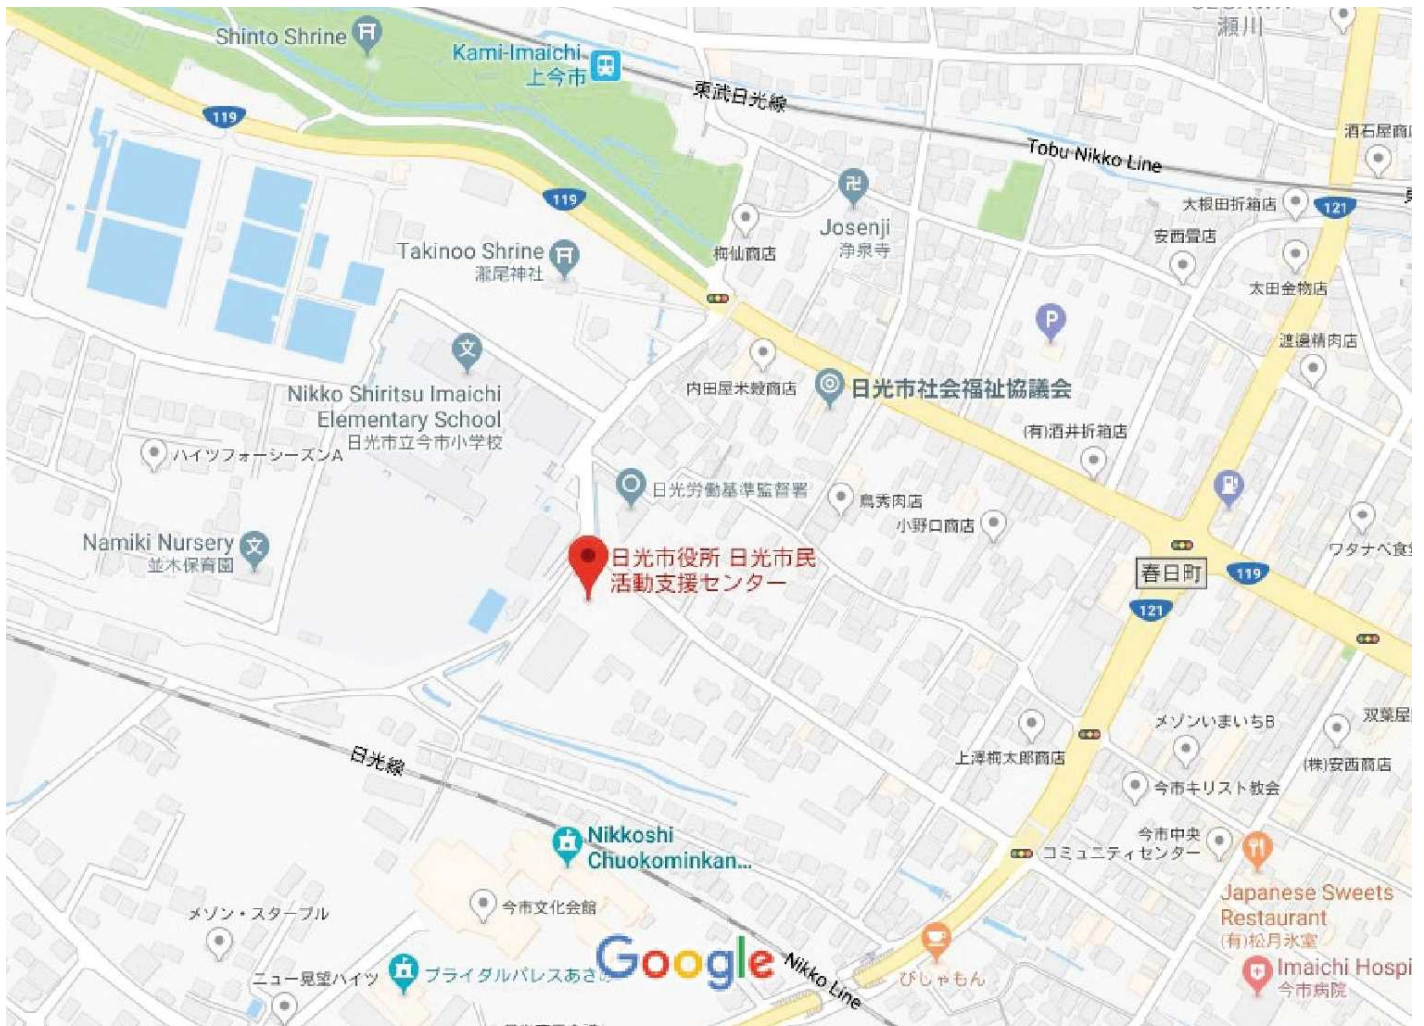 瀬川
Shinto Shrine
Kami-Imaichi
上今市
東武日光線
119
酒石屋商店
Tobu Nikko Line
119
大根田折箱店
121
Josenji
浄泉寺
安西畳店
梅仙商店
Takinoo Shrine
瀧尾神社
太田金物店
P
渡邊精肉店
文
内田屋米穀商店
日光市社会福祉協議会
Nikko Shiritsu Imaichi
Elementary School
日光市立今市小学校
(有)酒井折箱店
ハイツフォーシーズンA
日光労働基準監督署
鳥秀肉店
小野口商店
Namiki Nursery
並木保育園
文
ワタナベ食堂
日光市役所 日光市民
活動支援センター
春日町
119
121
メゾンいまいちB
双葉屋
上澤梅太郎商店
(株)安西商店
日光線
今市キリスト教会
Nikkoshi
Chuokominkan...
今市中央
コミュニティセンター
Japanese Sweets
Restaurant
(有)松月氷室
今市文化会館
メゾン・スターブル
Google
Nikko Line
びしゃもん
ニュー見望ハイツ
ブライダルパレスあさの
Imaichi Hospi
今市病院